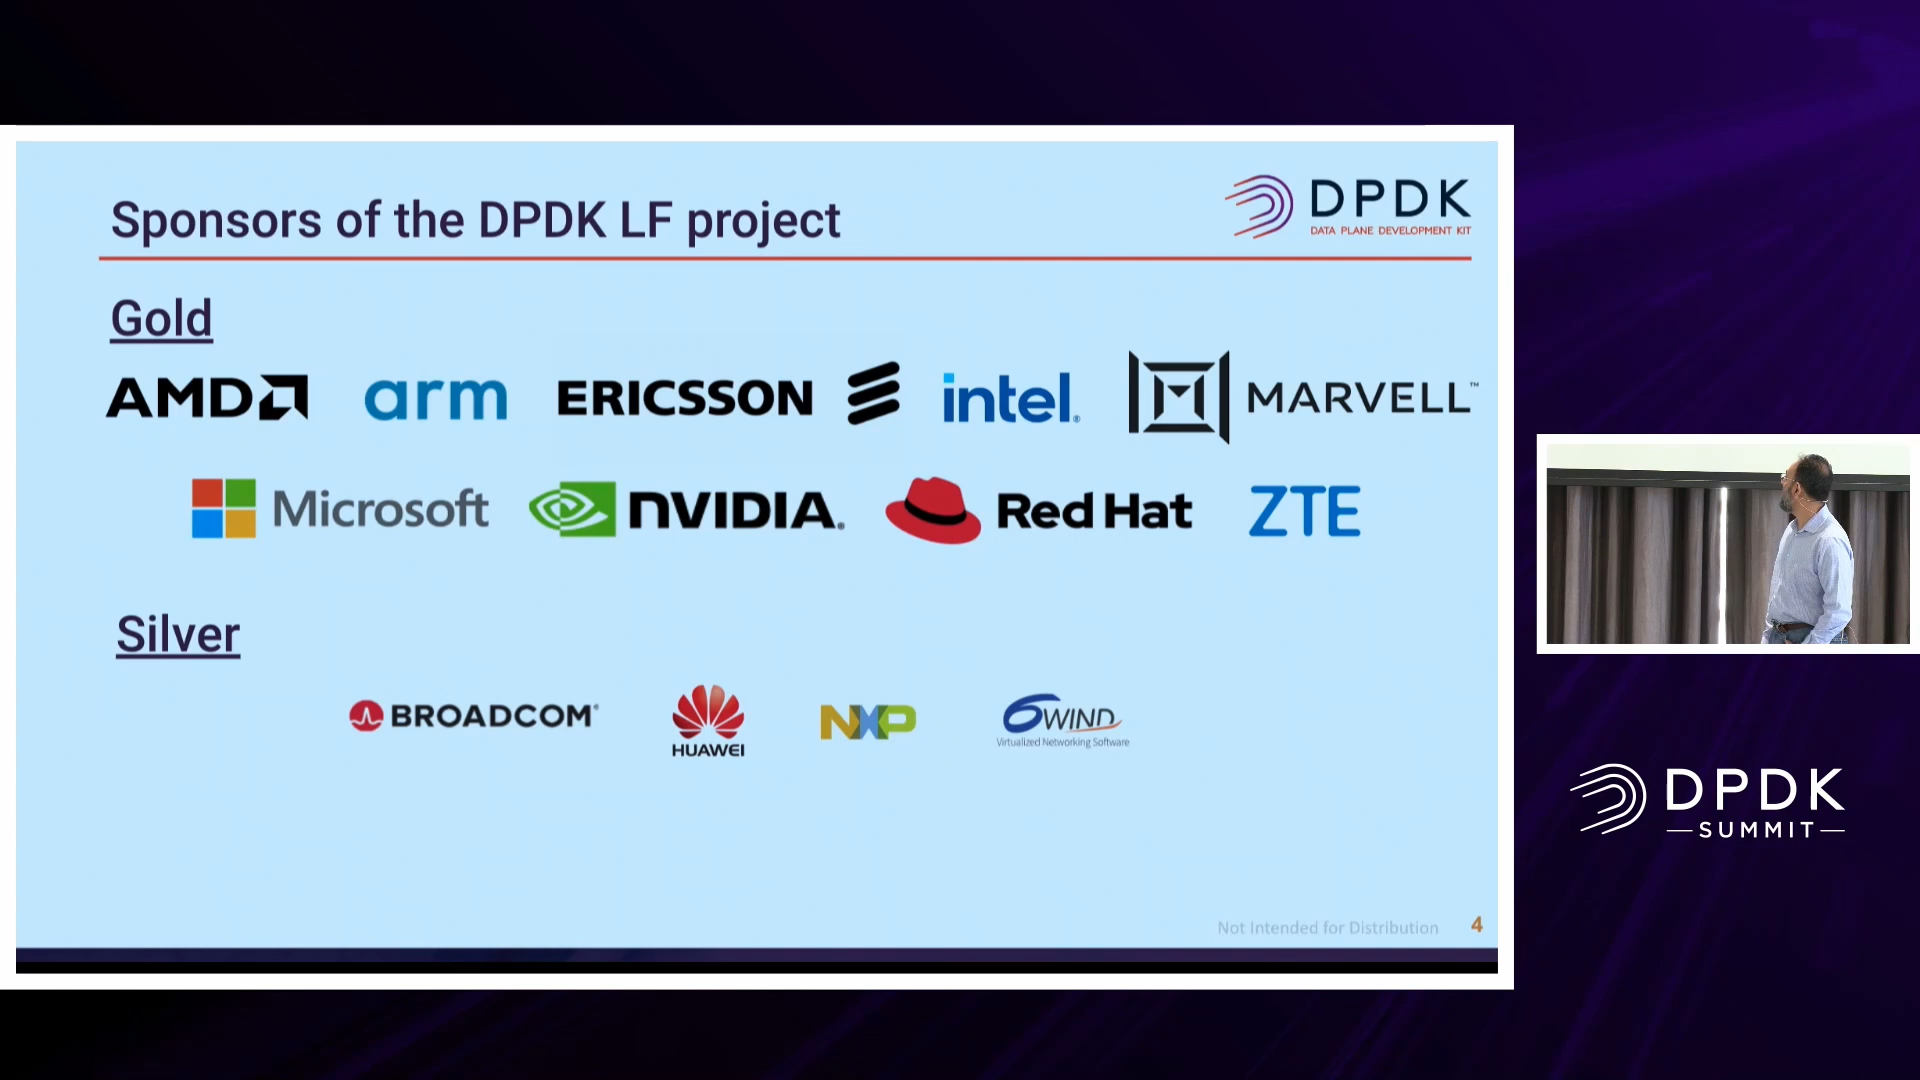 Sponsors of the DPDK LF project
DPDK
DATA PLANE DEVELOPMENT KIT
Gold
AMD arm ERICSSON intel® MARVELL™
Microsoft NVIDIA® Red Hat ZTE
Silver
BROADCOM® HUAWEI NXP 6WIND
Virtualized Networking Software
Not Intended for Distribution 4
DPDK
SUMMIT